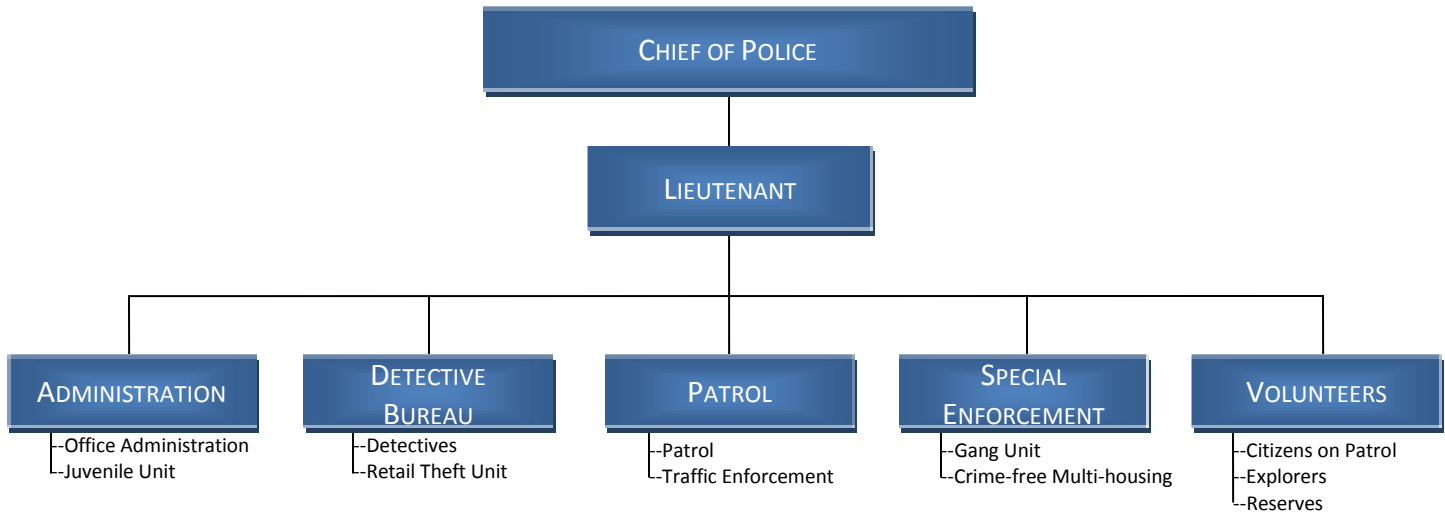 CHIEF OF POLICE
LIEUTENANT
ADMINISTRATION
--Office Administration
--Juvenile Unit
DETECTIVE
BUREAU
--Detectives
--Retail Theft Unit
PATROL
--Patrol
--Traffic Enforcement
SPECIAL
ENFORCEMENT
--Gang Unit
--Crime-free Multi-housing
VOLUNTEERS
--Citizens on Patrol
--Explorers
--Reserves